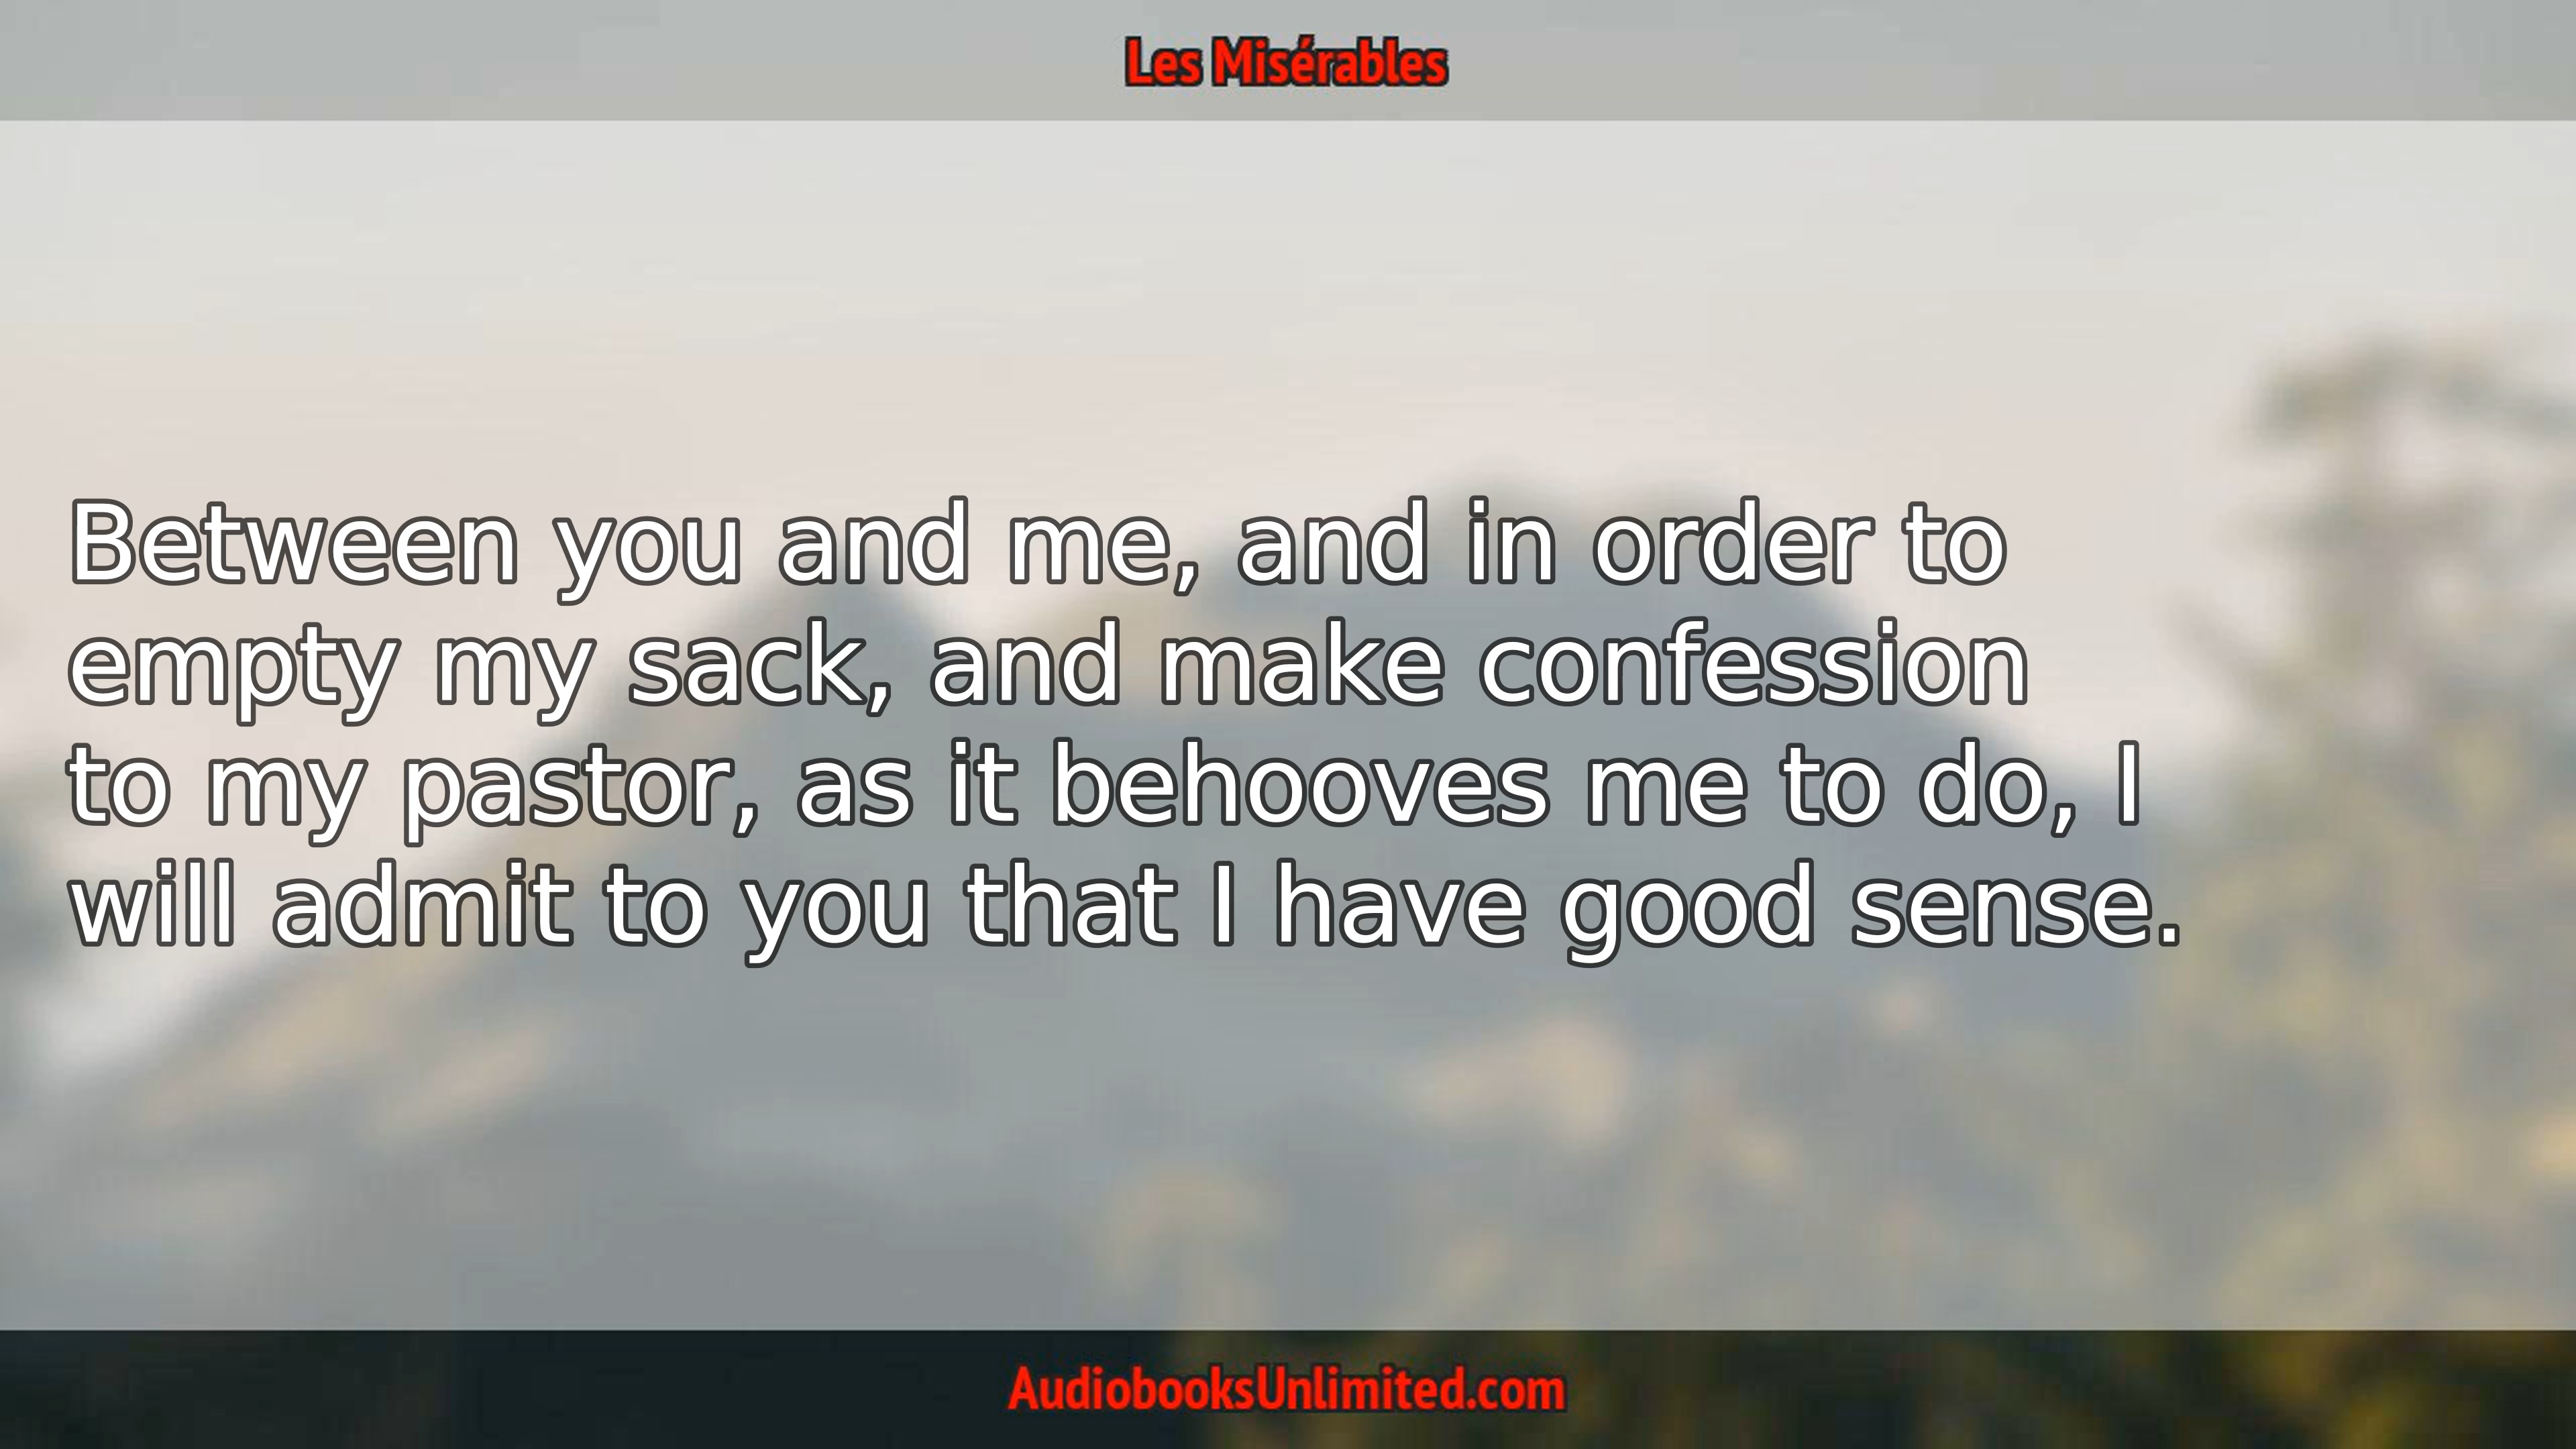 Les Misérables
Between you and me, and in order to
empty my sack, and make confession
to my pastor, as it behooves me to do, I
will admit to you that I have good sense.
AudiobooksUnlimited.com